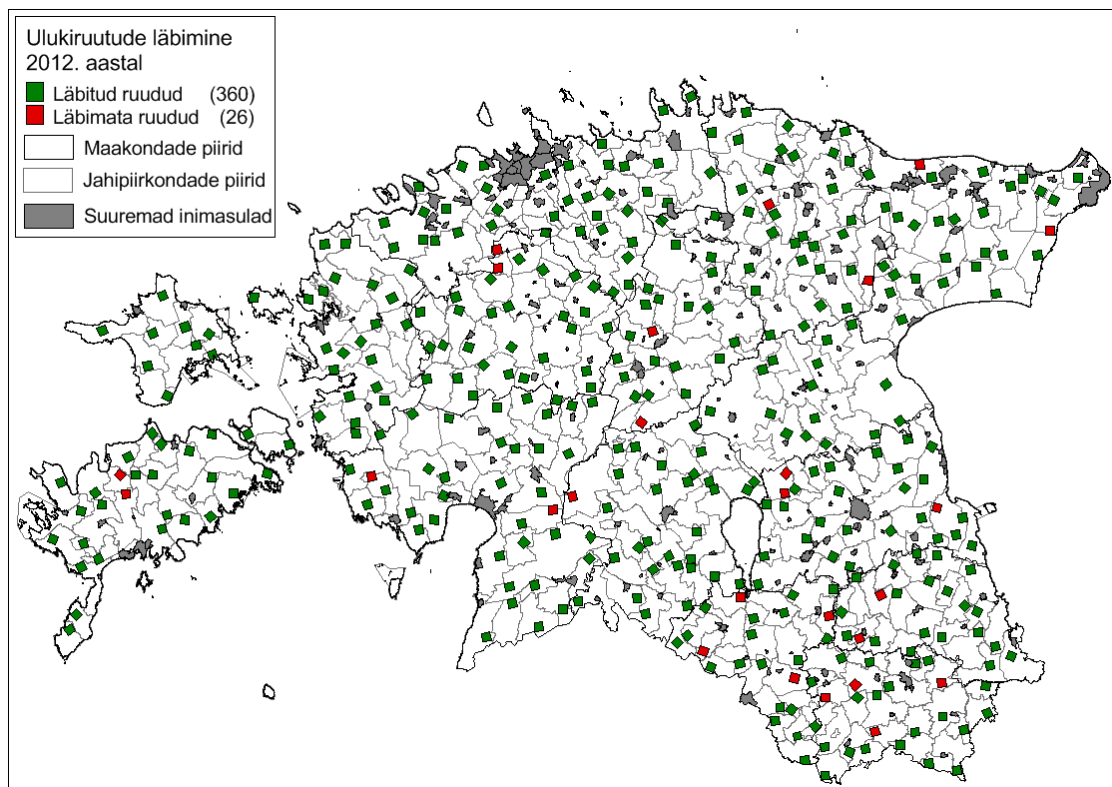 Ulukiruutude läbimine
2012. aastal
Läbitud ruudud (360)
Läbimata ruudud (26)
Maakondade piirid
Jahipiirkondade piirid
Suuremad inimasulad